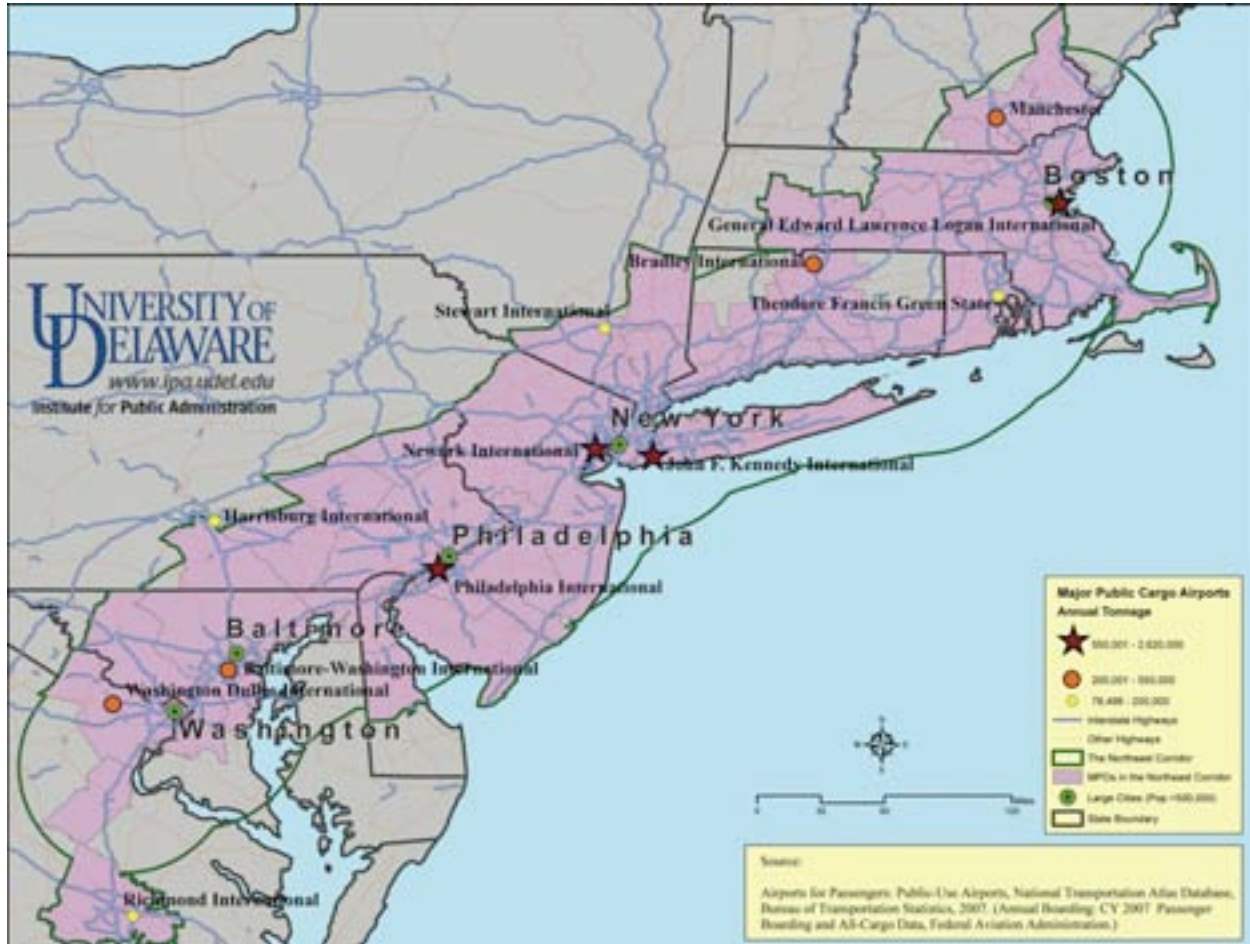 Manchester
Boston
General Edward Lawrence Logan International
Bradley International
Theodore Francis Green State
Stewart International
UNIVERSITY OF
DELAWARE
www.ipa.udel.edu
Institute for Public Administration
New York
Newark International
John F. Kennedy International
Harrisburg International
Philadelphia
Philadelphia International
Baltimore
Baltimore-Washington International
Washington Dulles International
Washington
Richmond International
Major Public Cargo Airports
Annual Tonnage
200,001 - 550,000
Interstate Highways
Other Highways
The Northeast Corridor
MPOs in the Northeast Corridor
Large Cities (Pop >500,000)
State Boundary
Source:
Airports for Passengers: Public-Use Airports, National Transportation Atlas Database,
Bureau of Transportation Statistics, 2007. (Annual Boarding: CY 2007 Passenger
Boarding and All-Cargo Data, Federal Aviation Administration.)